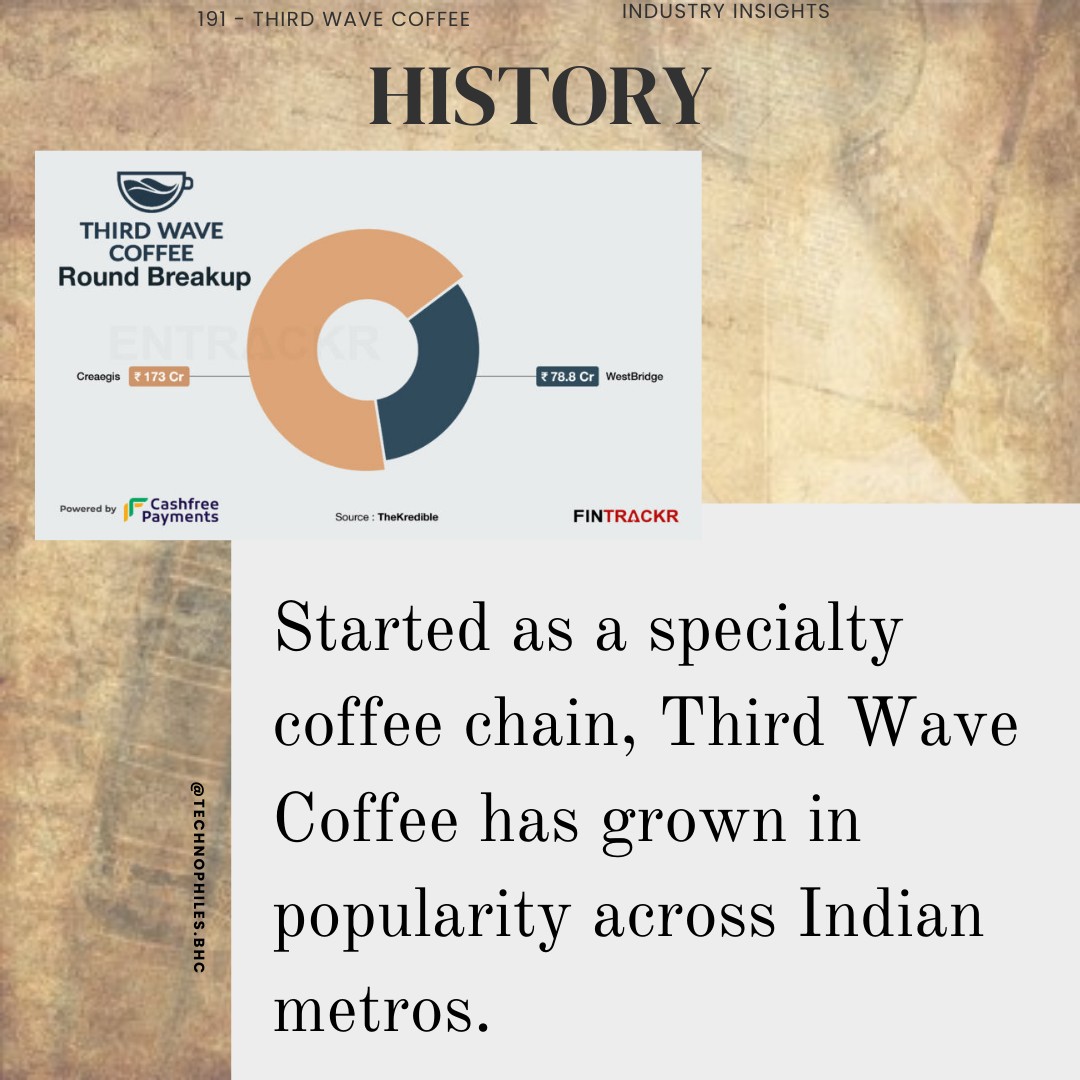 191 - THIRD WAVE COFFEE
INDUSTRY INSIGHTS
HISTORY
THIRD WAVE
COFFEE
Round Breakup
ENTRACKR
Creaegis ₹ 173 Cr
₹ 78.8 Cr WestBridge
Powered by Cashfree
Payments
Source : TheKredible
FINTRACKR
Started as a specialty
coffee chain, Third Wave
Coffee has grown in
popularity across Indian
metros.
@TECHNOPHILES.BHC